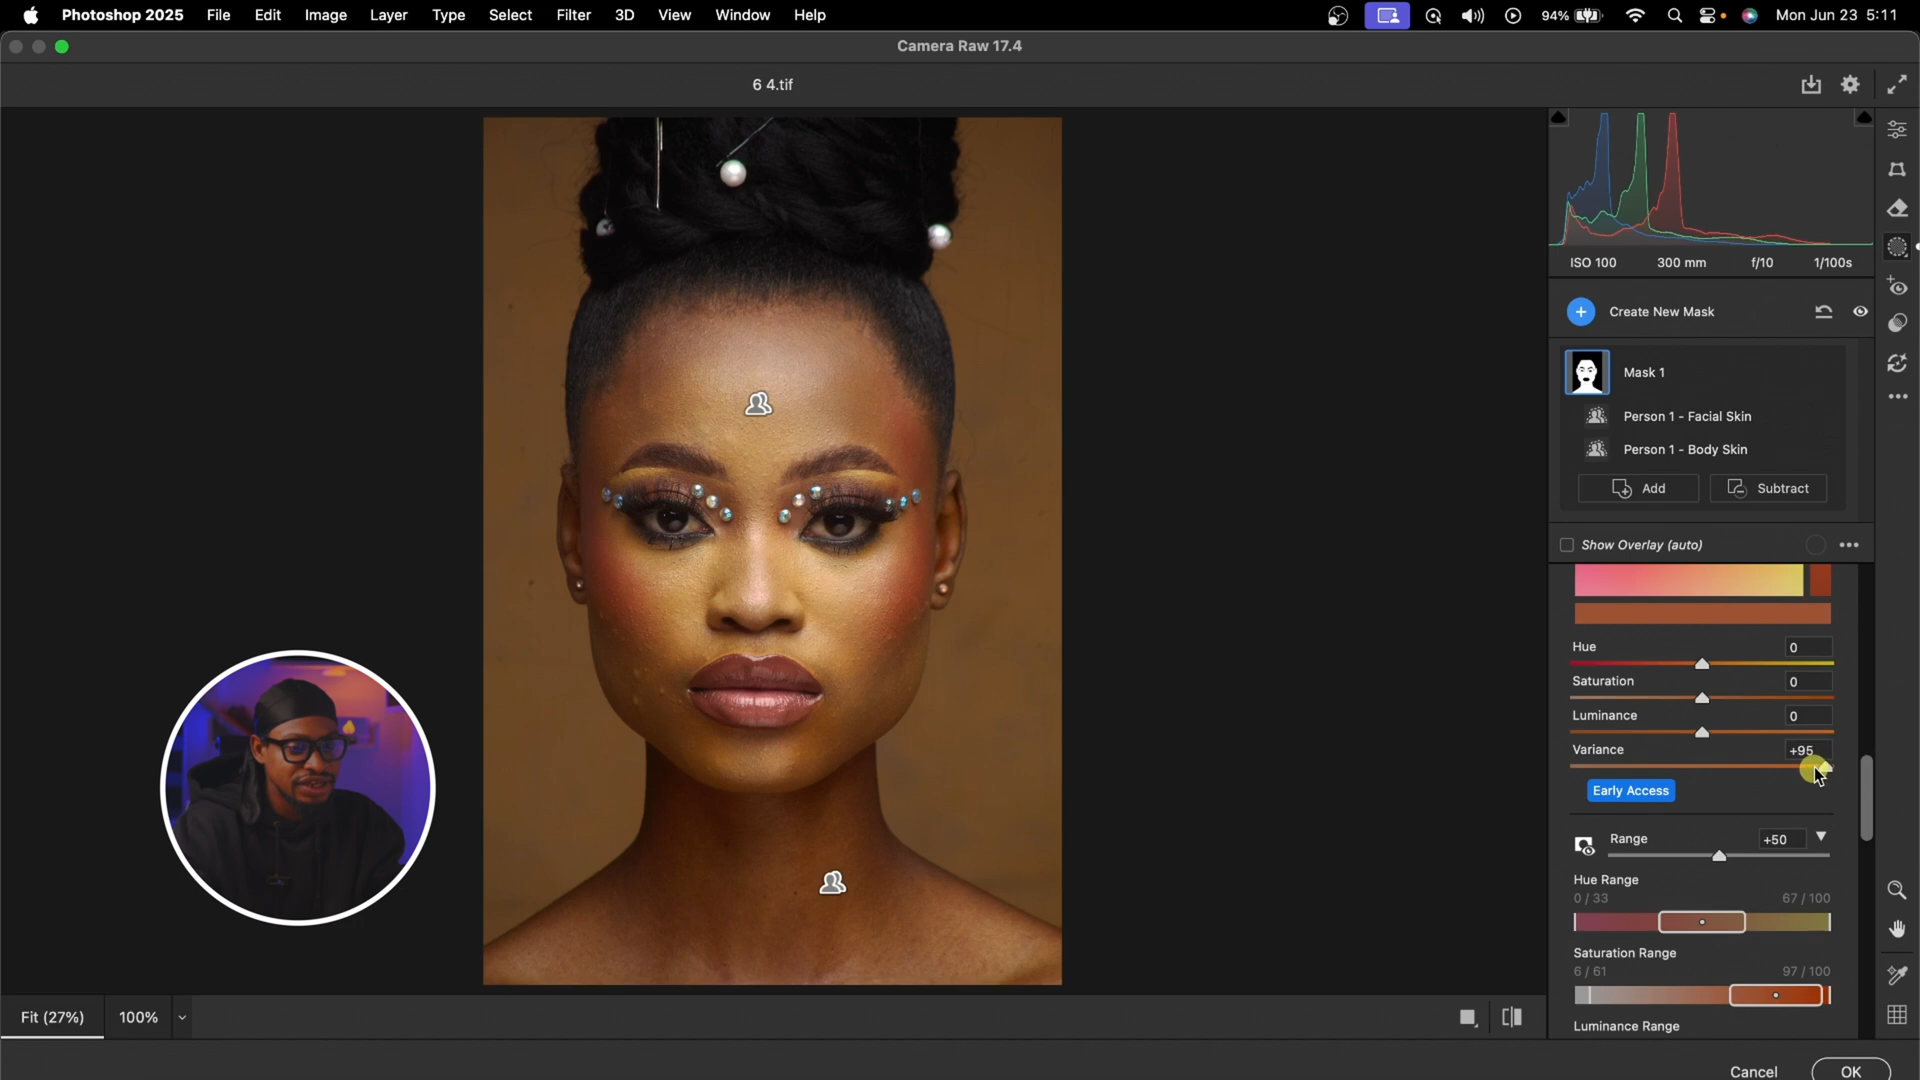 Photoshop 2025 File Edit Image Layer Type Select Filter 3D View Window Help 94% Mon Jun 23 5:11
Camera Raw 17.4
6 4.tif
ISO 100 300 mm f/10 1/100s
Create New Mask
Mask 1
Person 1 - Facial Skin
Person 1 - Body Skin
Add Subtract
Show Overlay (auto)
Hue 0
Saturation 0
Luminance 0
Variance +95
Early Access
Range +50
Hue Range
0 / 33 67 / 100
Saturation Range
6 / 61 97 / 100
Luminance Range
Fit (27%) 100%
Cancel OK